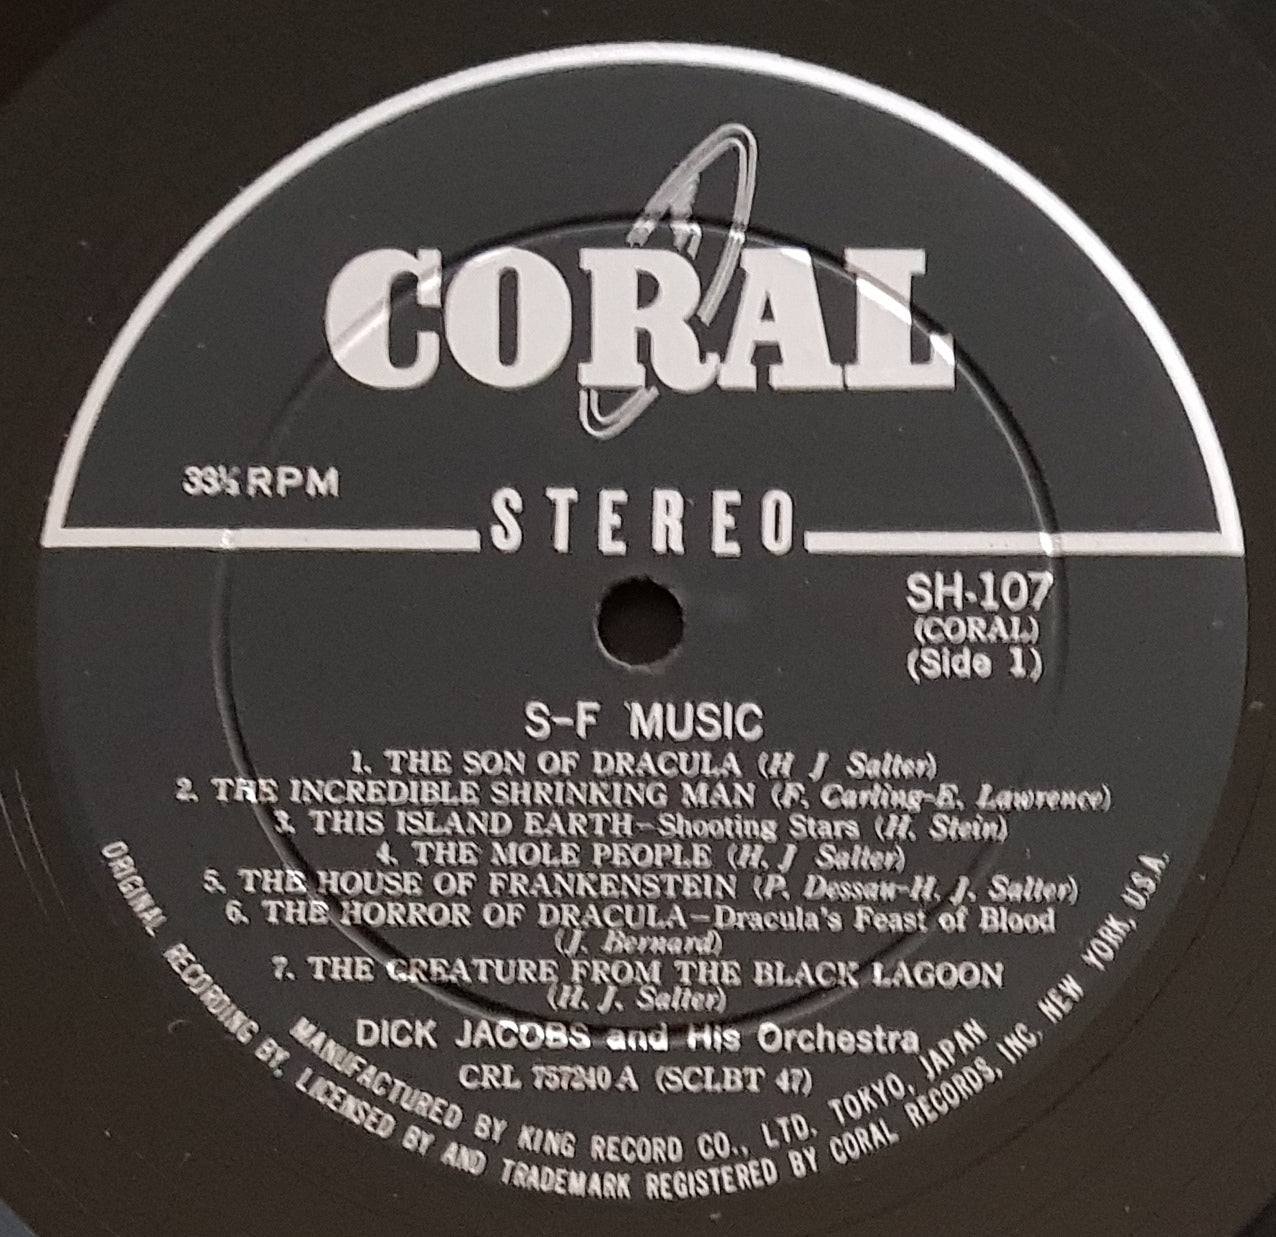 CORAL
33⅓ RPM
STEREO
SH-107
(CORAL)
(Side 1)
S-F MUSIC
1. THE SON OF DRACULA (H J Salter)
2. THE INCREDIBLE SHRINKING MAN (F. Carling-E. Lawrence)
3. THIS ISLAND EARTH-Shooting Stars (H. Stein)
4. THE MOLE PEOPLE (H. J Salter)
5. THE HOUSE OF FRANKENSTEIN (P. Dessau-H. J. Salter)
6. THE HORROR OF DRACULA-Dracula's Feast of Blood
(J. Bernard)
7. THE CREATURE FROM THE BLACK LAGOON
(H. J. Salter)
DICK JACOBS and His Orchestra
CRL 757240 A (SCLBT 47)
MANUFACTURED BY KING RECORD CO., LTD. TOKYO, JAPAN
ORIGINAL RECORDING BY, LICENSED BY AND TRADEMARK REGISTERED BY CORAL RECORDS, INC, NEW YORK, U.S.A.